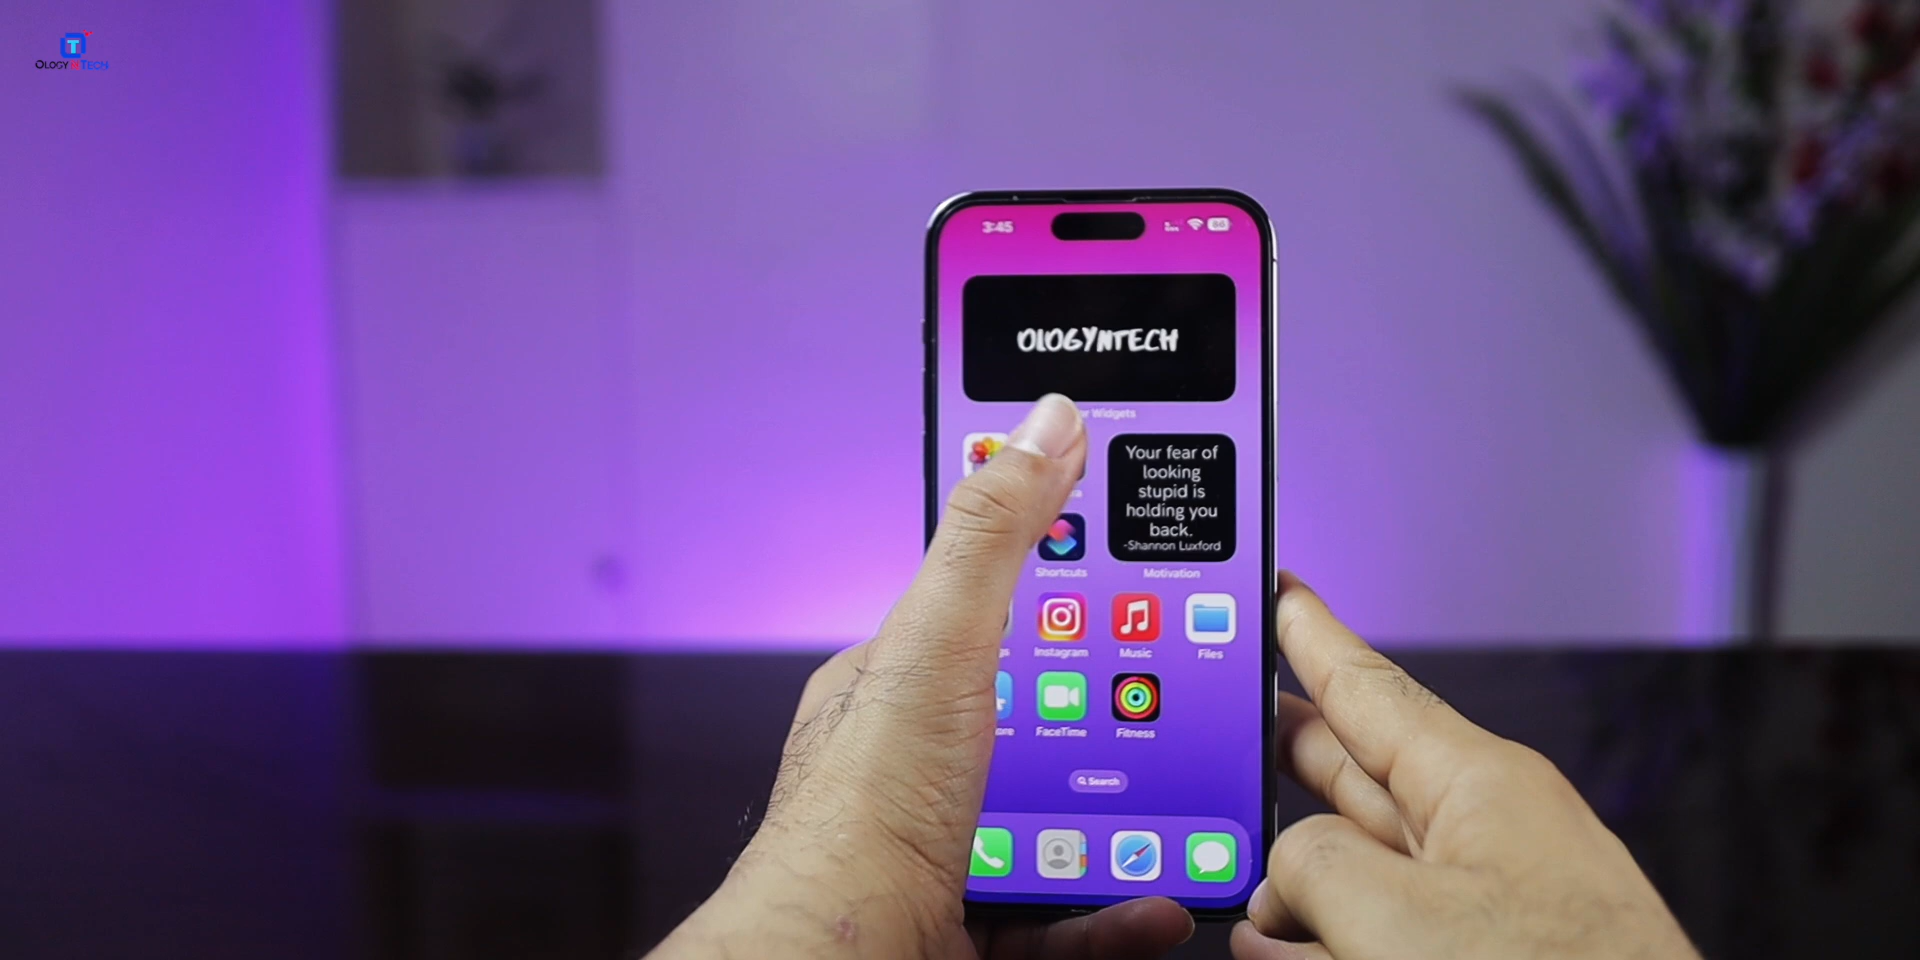 OLOGY N TECH
3:45
86
OLOGYNTECH
Widgets
Your fear of
looking
stupid is
holding you
back.
-Shannon Luxford
Shortcuts
Motivation
Instagram
Music
Files
FaceTime
Fitness
Search